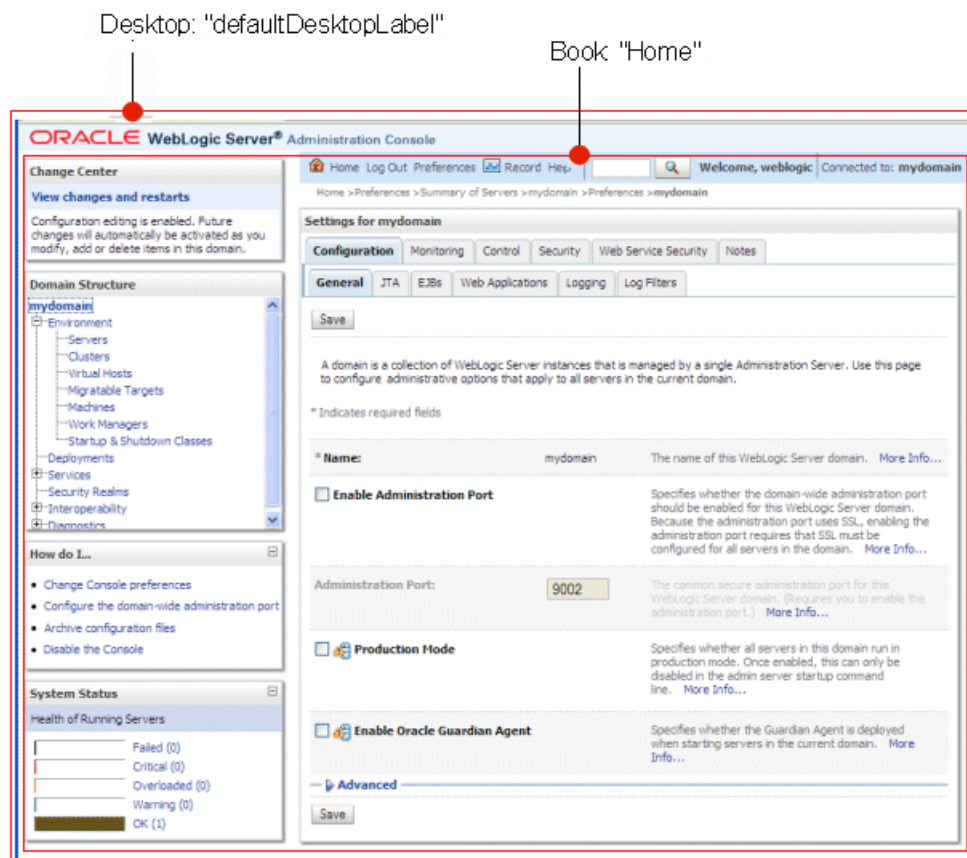 Desktop: "defaultDesktopLabel"
Book: "Home"
ORACLE WebLogic Server® Administration Console
Change Center
View changes and restarts
Configuration editing is enabled. Future
changes will automatically be activated as you
modify, add or delete items in this domain.
Domain Structure
mydomain
Environment
Servers
Clusters
Virtual Hosts
Migratable Targets
Machines
Work Managers
Startup & Shutdown Classes
Deployments
Services
Security Realms
Interoperability
Diagnostics
How do I...
Change Console preferences
Configure the domain-wide administration port
Archive configuration files
Disable the Console
System Status
Health of Running Servers
Failed (0)
Critical (0)
Overloaded (0)
Warning (0)
OK (1)
Home Log Out Preferences Record Help Welcome, weblogic Connected to: mydomain
Home >Preferences >Summary of Servers >mydomain >Preferences >mydomain
Settings for mydomain
Configuration Monitoring Control Security Web Service Security Notes
General JTA EJBs Web Applications Logging Log Filters
Save
A domain is a collection of WebLogic Server instances that is managed by a single Administration Server. Use this page
to configure administrative options that apply to all servers in the current domain.
* Indicates required fields
* Name: mydomain The name of this WebLogic Server domain. More Info...
Enable Administration Port
Specifies whether the domain-wide administration port
should be enabled for this WebLogic Server domain.
Because the administration port uses SSL, enabling the
administration port requires that SSL must be
configured for all servers in the domain. More Info...
Administration Port: 9002
The common secure administration port for this
WebLogic Server domain. (Requires you to enable the
administration port.) More Info...
Production Mode
Specifies whether all servers in this domain run in
production mode. Once enabled, this can only be
disabled in the admin server startup command
line. More Info...
Enable Oracle Guardian Agent
Specifies whether the Guardian Agent is deployed
when starting servers in the current domain. More
Info...
Advanced
Save